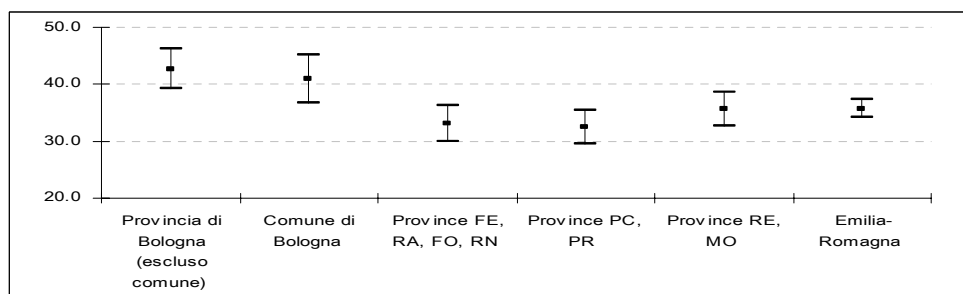 50.0
40.0
30.0
20.0
Provincia di
Bologna
(escluso
comune)
Comune di
Bologna
Province FE,
RA, FO, RN
Province PC,
PR
Province RE,
MO
Emilia-
Romagna